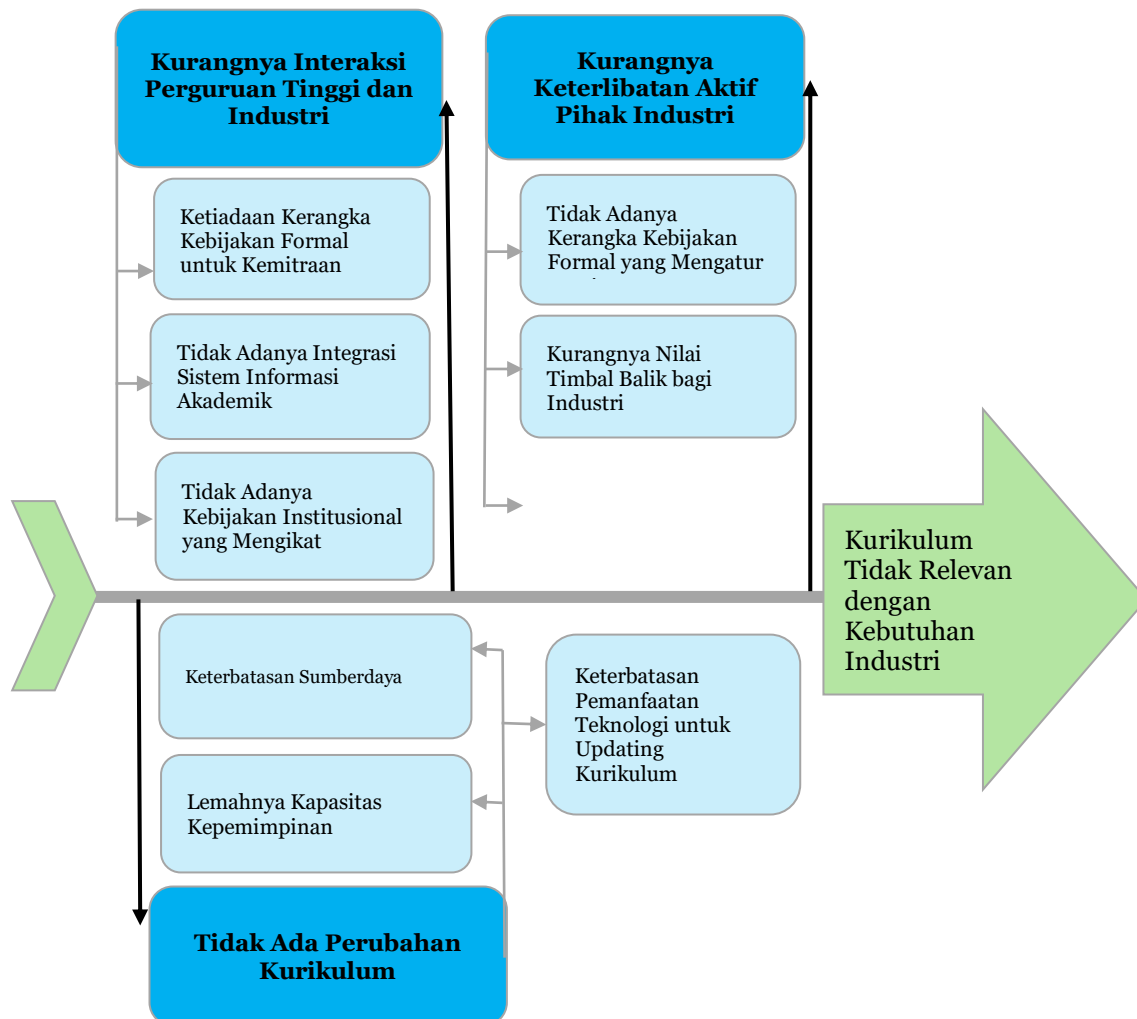 Kurangnya Interaksi
Perguruan Tinggi dan
Industri
Ketiadaan Kerangka
Kebijakan Formal
untuk Kemitraan
Tidak Adanya Integrasi
Sistem Informasi
Akademik
Tidak Adanya
Kebijakan Institusional
yang Mengikat
Kurangnya
Keterlibatan Aktif
Pihak Industri
Tidak Adanya
Kerangka Kebijakan
Formal yang Mengatur
Kurangnya Nilai
Timbal Balik bagi
Industri
Keterbatasan Sumberdaya
Lemahnya Kapasitas
Kepemimpinan
Keterbatasan
Pemanfaatan
Teknologi untuk
Updating
Kurikulum
Tidak Ada Perubahan
Kurikulum
Kurikulum
Tidak Relevan
dengan
Kebutuhan
Industri